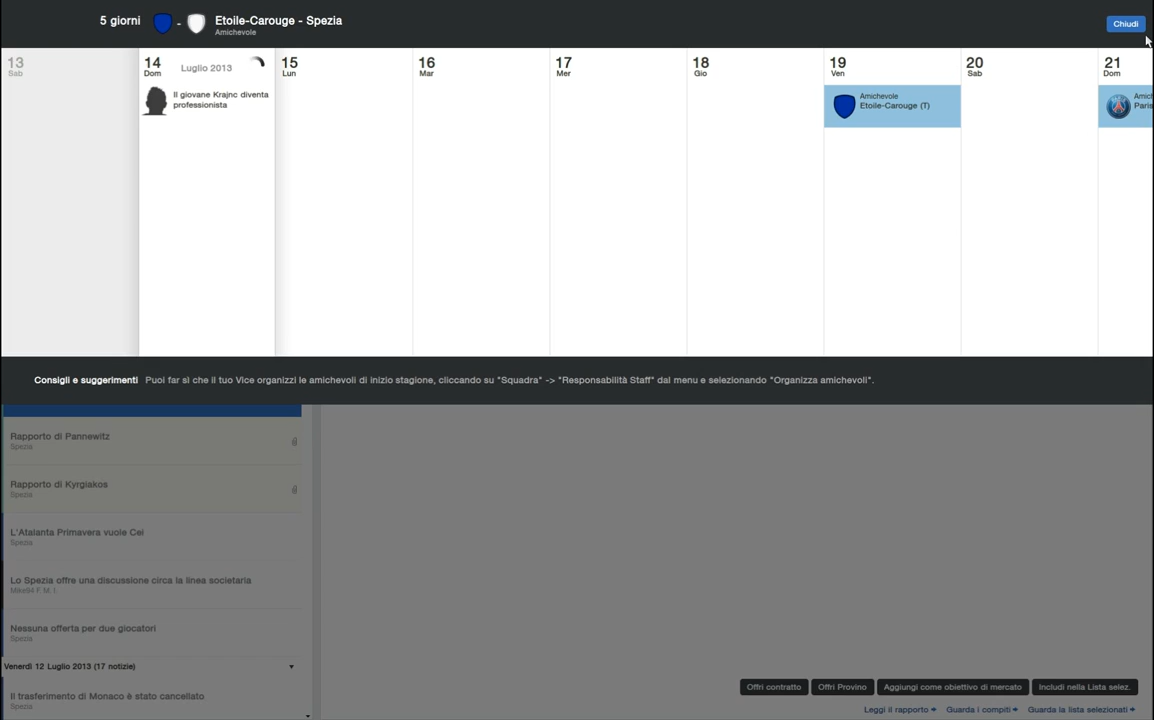 5 giorni
-
Etoile-Carouge - Spezia
Amichevole
Chiudi
13
Sab
14
Dom
Luglio 2013
Il giovane Krajnc diventa
professionista
15
Lun
16
Mar
17
Mer
18
Gio
19
Ven
Amichevole
Etoile-Carouge (T)
20
Sab
21
Dom
Amich
Paris
Consigli e suggerimenti Puoi far sì che il tuo Vice organizzi le amichevoli di inizio stagione, cliccando su "Squadra" -> "Responsabilità Staff" dal menu e selezionando "Organizza amichevoli".
Rapporto di Pannewitz
Spezia
Rapporto di Kyrgiakos
Spezia
L'Atalanta Primavera vuole Cei
Spezia
Lo Spezia offre una discussione circa la linea societaria
Mike84 F. M. I.
Nessuna offerta per due giocatori
Spezia
Venerdì 12 Luglio 2013 (17 notizie)
Il trasferimento di Monaco è stato cancellato
Spezia
Offri contratto
Offri Provino
Aggiungi come obiettivo di mercato
Includi nella Lista selez.
Leggi il rapporto
Guarda i compiti
Guarda la lista selezionati